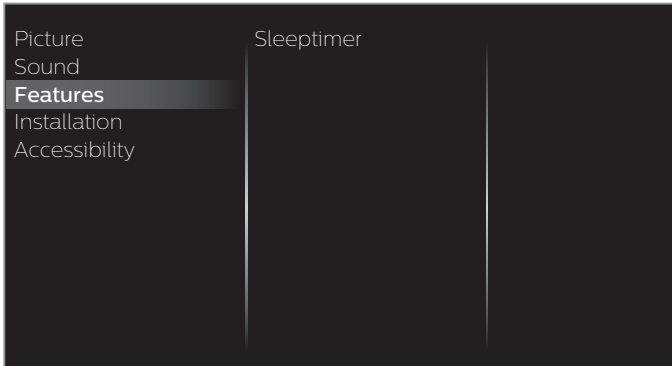 Picture
Sound
Features
Installation
Accessibility
Sleeptimer